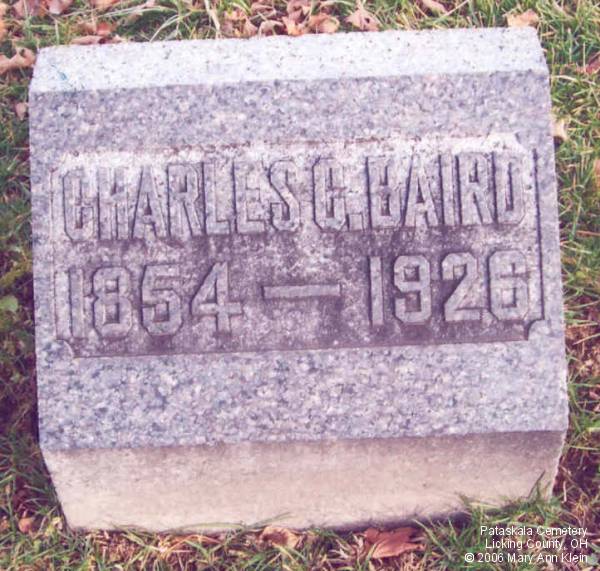 CHARLES C. BAIRD
1854 — 1926
Pataskala Cemetery
Licking County, OH
© 2006 Mary Ann Klein